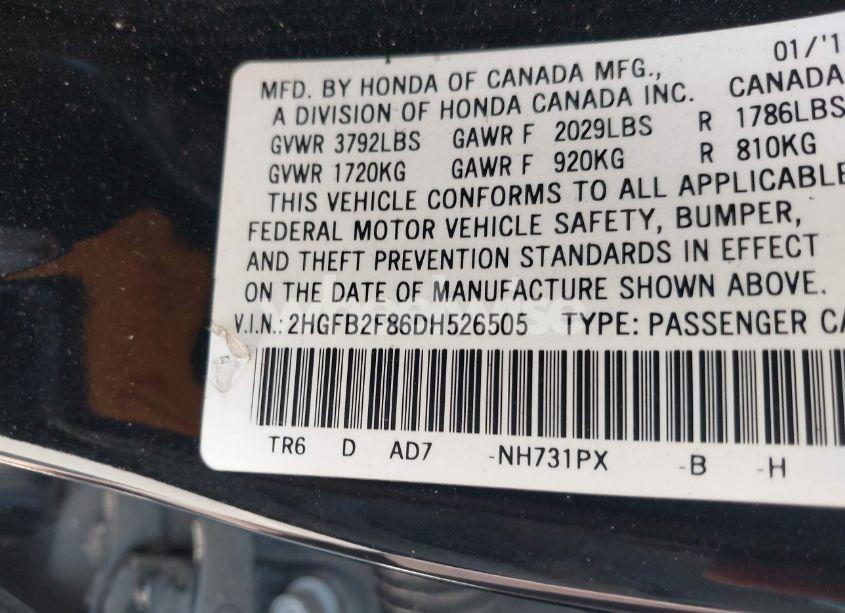 01/'1
MFD. BY HONDA OF CANADA MFG.,
A DIVISION OF HONDA CANADA INC. CANADA
GVWR 3792LBS GAWR F 2029LBS R 1786LBS
GVWR 1720KG GAWR F 920KG R 810KG
THIS VEHICLE CONFORMS TO ALL APPLICABLE
FEDERAL MOTOR VEHICLE SAFETY, BUMPER,
AND THEFT PREVENTION STANDARDS IN EFFECT
ON THE DATE OF MANUFACTURE SHOWN ABOVE.
V.I.N.: 2HGFB2F86DH526505 TYPE: PASSENGER CA
TR6 D AD7 -NH731PX -B -H